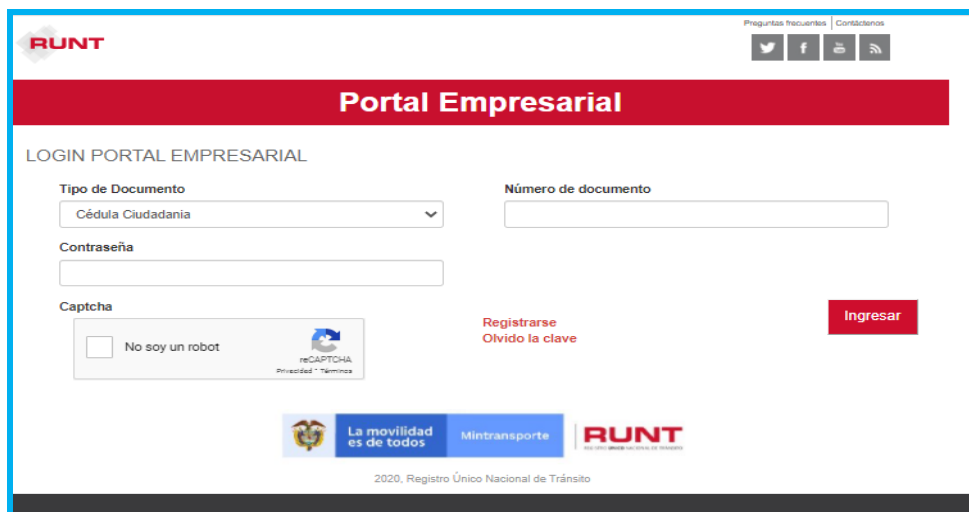 Preguntas frecuentes | Contáctenos
RUNT
Portal Empresarial
LOGIN PORTAL EMPRESARIAL
Tipo de Documento
Número de documento
Cédula Ciudadania
Contraseña
Captcha
No soy un robot
reCAPTCHA
Privacidad - Términos
Registrarse
Olvido la clave
Ingresar
La movilidad
es de todos
Mintransporte
RUNT
2020, Registro Único Nacional de Tránsito